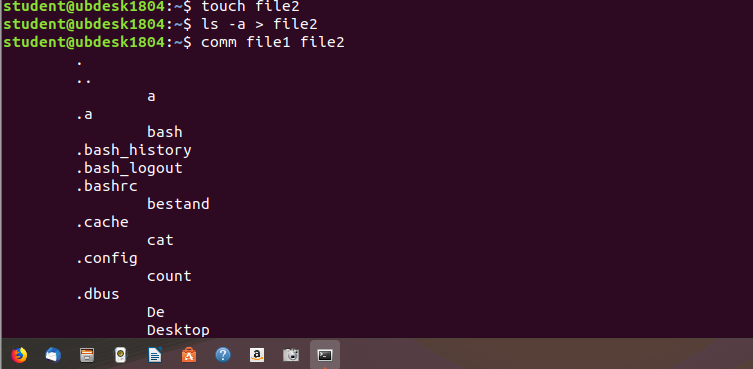 student@ubdesk1804:~$ touch file2
student@ubdesk1804:~$ ls -a > file2
student@ubdesk1804:~$ comm file1 file2
.
..
a
.a
bash
.bash_history
.bash_logout
.bashrc
bestand
.cache
cat
.config
count
.dbus
De
Desktop